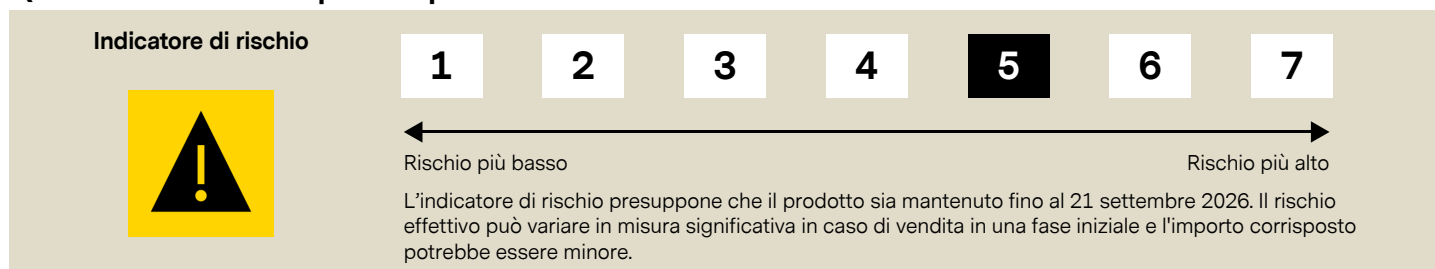 Indicatore di rischio
1 2 3 4 5 6 7
Rischio più basso Rischio più alto
L'indicatore di rischio presuppone che il prodotto sia mantenuto fino al 21 settembre 2026. Il rischio
effettivo può variare in misura significativa in caso di vendita in una fase iniziale e l'importo corrisposto
potrebbe essere minore.